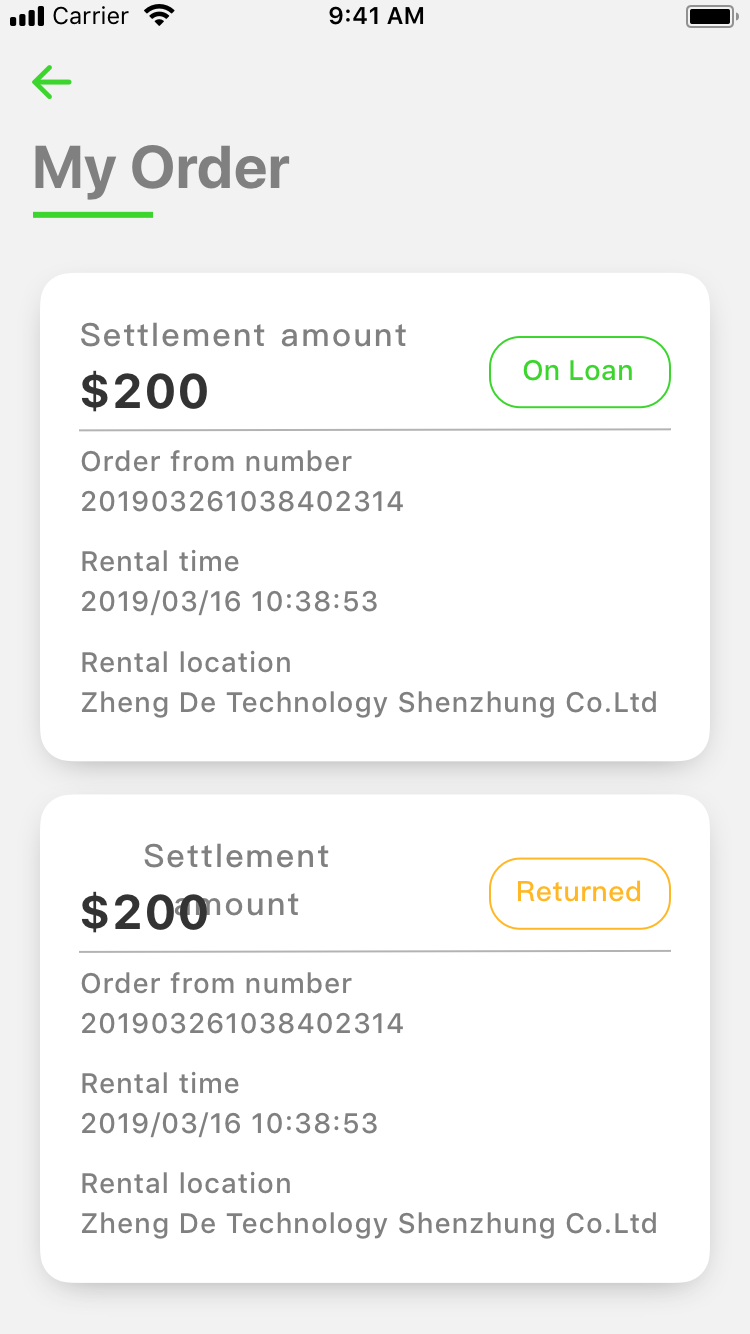 Carrier 9:41 AM
My Order
Settlement amount
$200
On Loan
Order from number
201903261038402314
Rental time
2019/03/16 10:38:53
Rental location
Zheng De Technology Shenzhung Co.Ltd
Settlement
amount
$200
Returned
Order from number
201903261038402314
Rental time
2019/03/16 10:38:53
Rental location
Zheng De Technology Shenzhung Co.Ltd